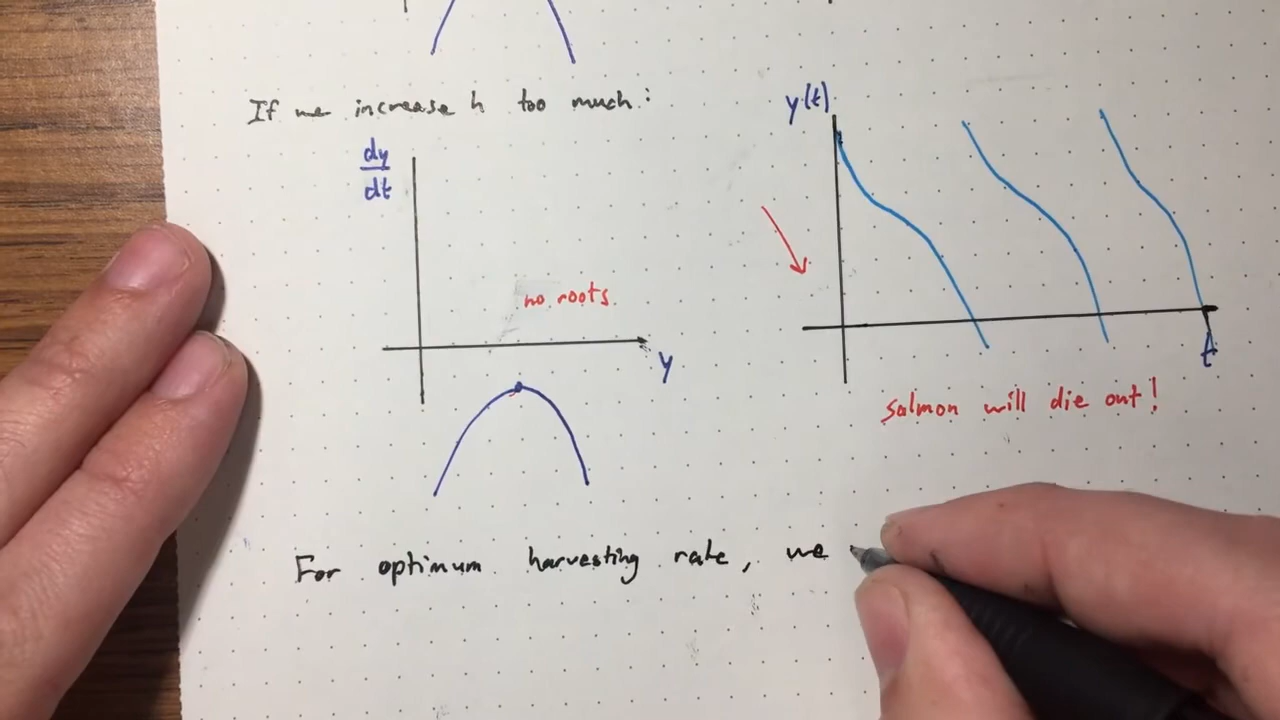 If we increase h too much:
y(t)
dy
dt
no roots.
y
t
salmon will die out!
For optimum harvesting rate, we